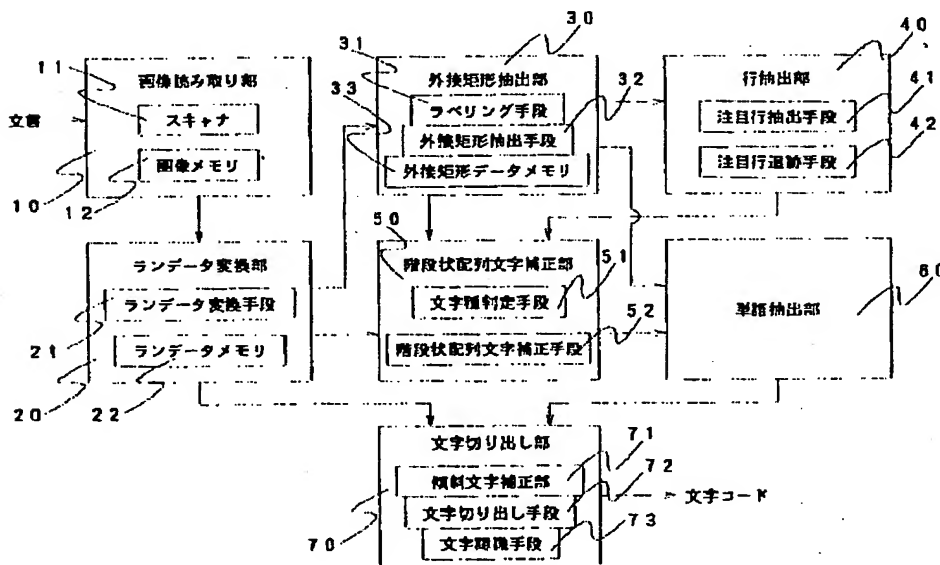 30
40
31
11
画像読み取り部
外接矩形抽出部
行抽出部
33
32
41
ラベリング手段
注目行抽出手段
文書
スキャナ
42
外接矩形抽出手段
画像メモリ
外接矩形データメモリ
注目行追跡手段
10
12
50
ランデータ変換部
階段状配列文字補正部
51
60
ランデータ変換手段
文字種判定手段
単語抽出部
52
21
ランデータメモリ
階段状配列文字補正手段
20
22
文字切り出し部
71
傾斜文字補正部
72
文字コード
文字切り出し手段
73
70
文字認識手段